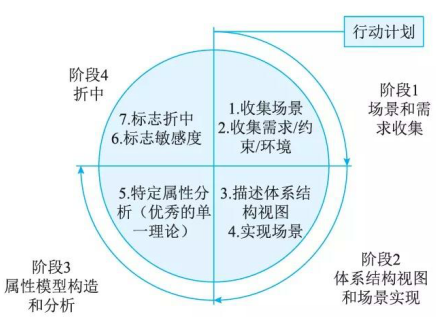 行动计划
阶段4
折中
阶段1
场景和需
求收集
7.标志折中
6.标志敏感度
1.收集场景
2.收集需求/约
束/环境
5.特定属性分
析（优秀的单
一理论）
3.描述体系结
构视图
4.实现场景
阶段3
属性模型构造
和分析
阶段2
体系结构视图
和场景实现